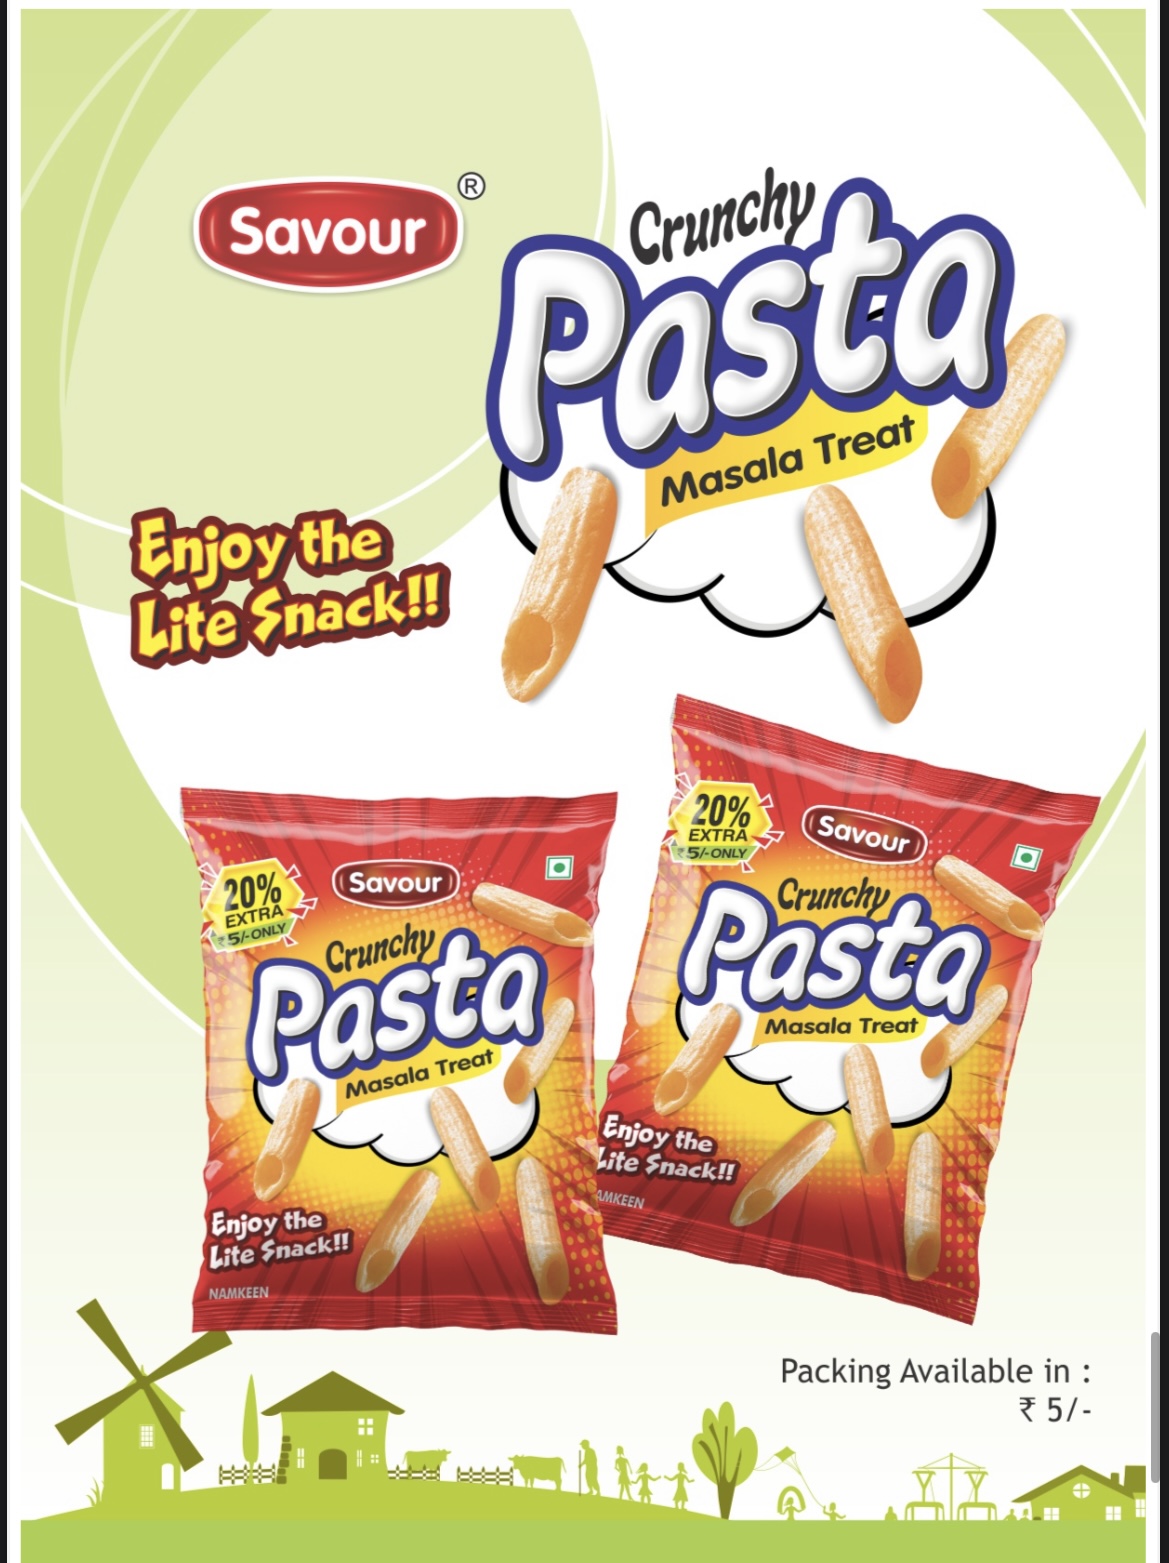 Savour®
Crunchy
Pasta
Masala Treat
Enjoy the
Lite Snack!!
20%
EXTRA
₹5/-ONLY
Savour
Crunchy
Pasta
Masala Treat
Enjoy the
Lite Snack!!
NAMKEEN
20%
EXTRA
₹5/-ONLY
Savour
Crunchy
Pasta
Masala Treat
Enjoy the
Lite Snack!!
AMKEEN
Packing Available in :
₹ 5/-